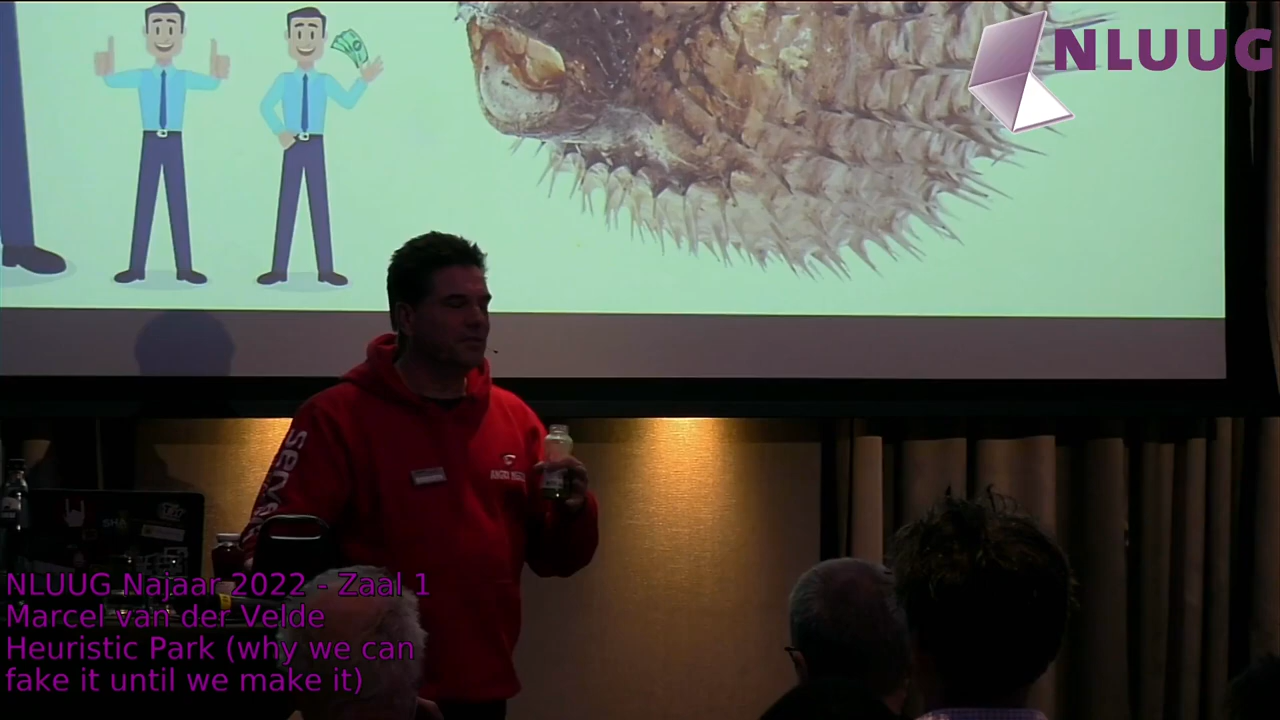 NLUUG
NLUUG Najaar 2022 - Zaal 1
Marcel van der Velde
Heuristic Park (why we can
fake it until we make it)